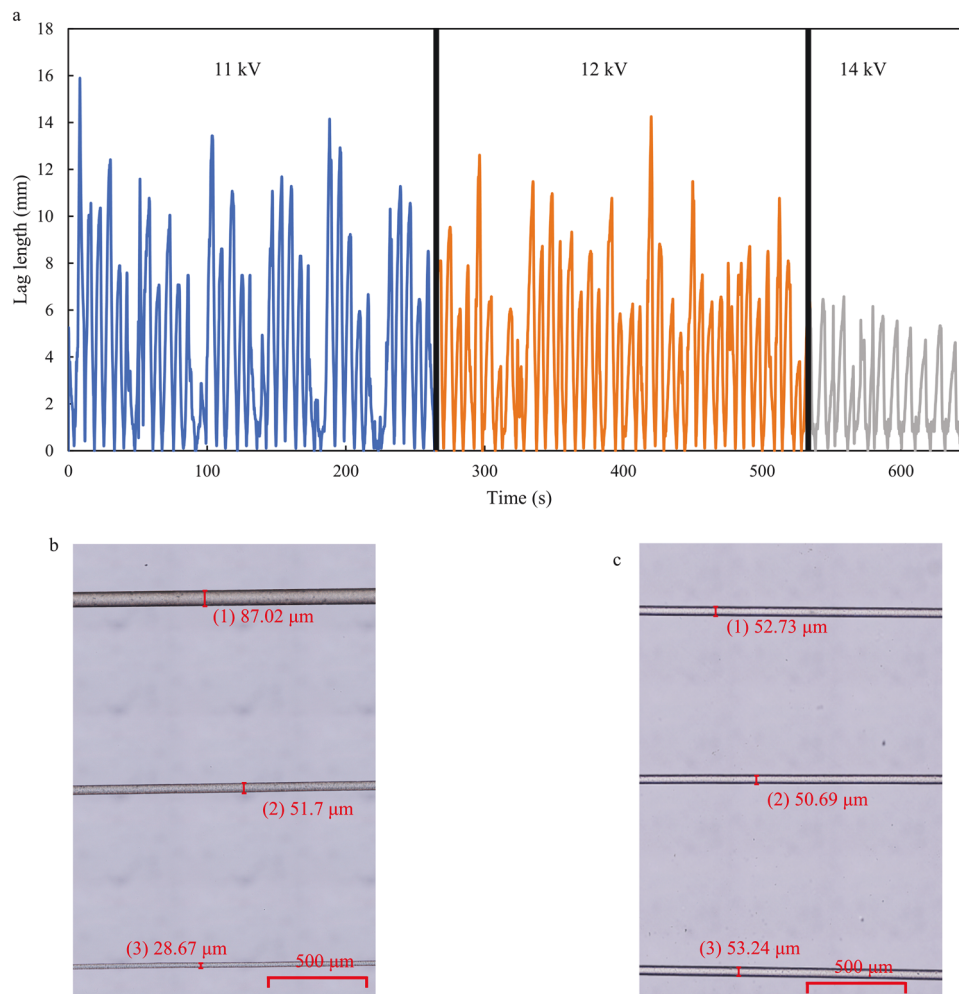 a
18
16
14
12
10
8
6
4
2
0
Lag length (mm)
11 kV
12 kV
14 kV
0
100
200
300
400
500
600
Time (s)
b
(1) 87.02 μm
(2) 51.7 μm
(3) 28.67 μm
500 μm
c
(1) 52.73 μm
(2) 50.69 μm
(3) 53.24 μm
500 μm